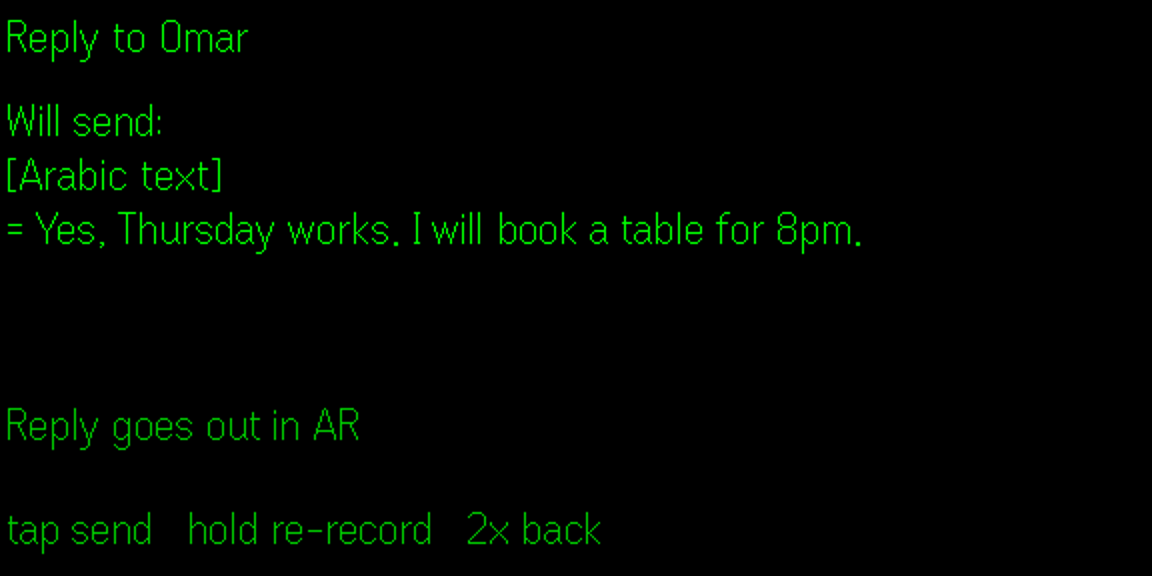 Reply to Omar
Will send:
[Arabic text]
= Yes, Thursday works. I will book a table for 8pm.
Reply goes out in AR
tap send hold re-record 2x back